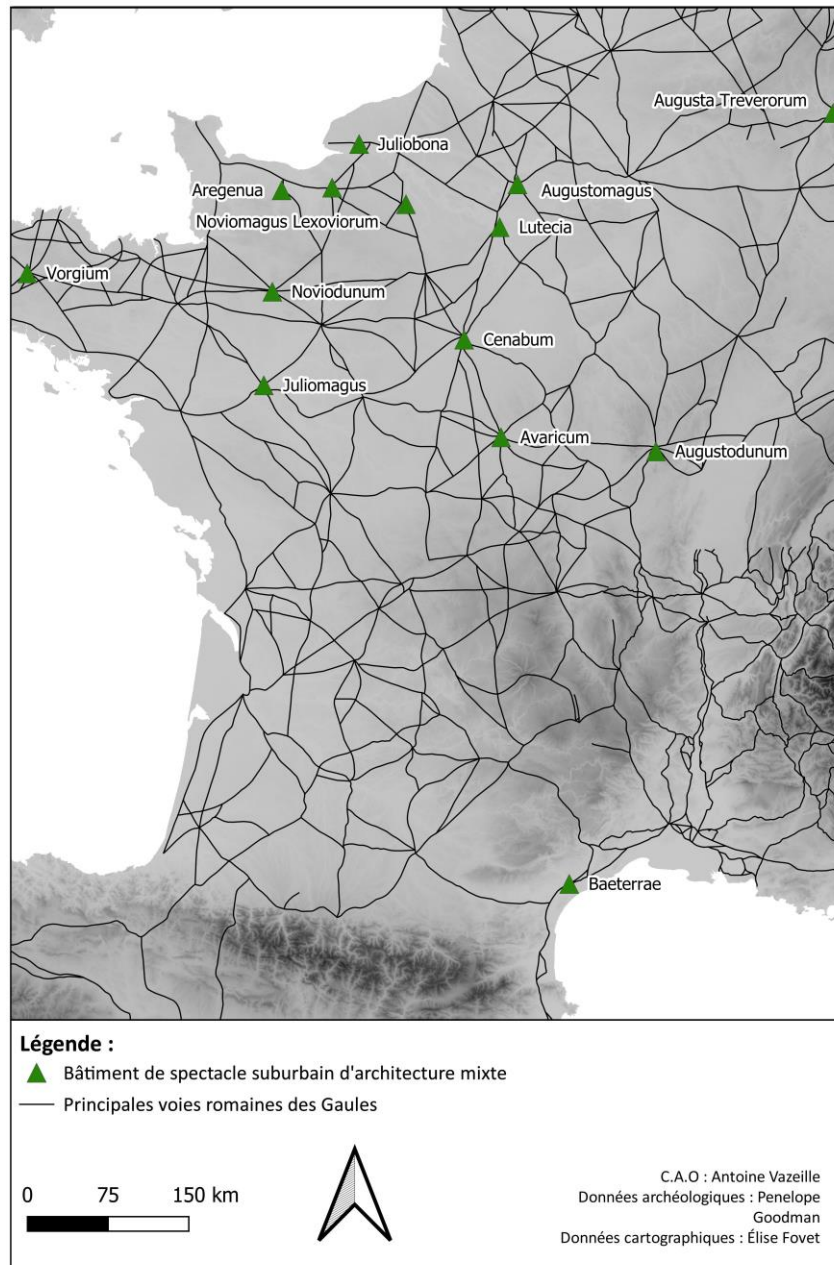 Augusta Treverorum
Juliobona
Aregenua
Augustomagus
Noviomagus Lexoviorum
Lutecia
Vorgium
Noviodunum
Cenabum
Juliomagus
Avaricum
Augustodunum
Baeterrae
Légende :
Bâtiment de spectacle suburbain d'architecture mixte
Principales voies romaines des Gaules
0 75 150 km
C.A.O : Antoine Vazeille
Données archéologiques : Penelope
Goodman
Données cartographiques : Élise Fovet